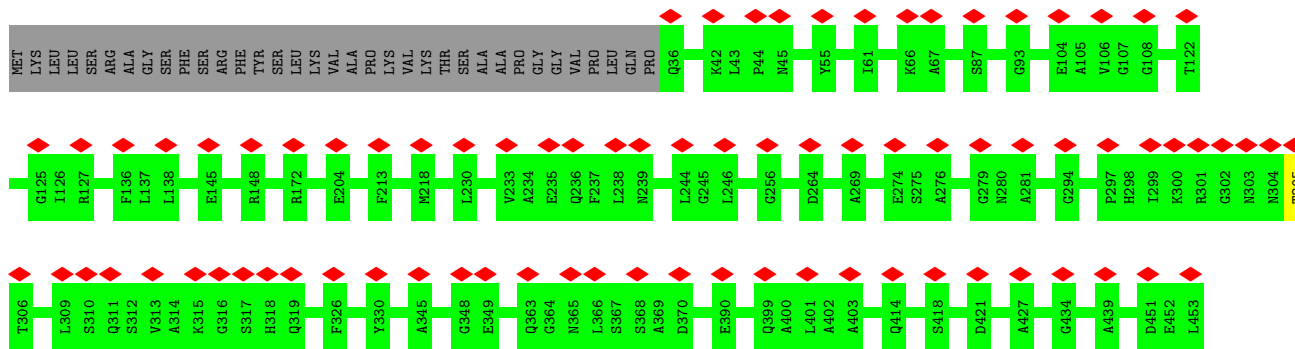 MET LYS LEU LEU SER ARG ALA GLY SER PHE SER ARG PHE TYR SER LEU LYS VAL ALA PRO LYS VAL LYS THR SER ALA ALA PRO GLY GLY VAL PRO LEU GLN PRO Q36 K42 L43 P44 N45 Y55 I61 K66 A67 S87 G93 E104 A105 V106 G107 G108 T122
G125 I126 R127 F136 L137 L138 E145 R148 R172 E204 F213 M218 L230 V233 A234 E235 Q236 F237 L238 N239 L244 G245 L246 G256 D264 A269 E274 S275 A276 G279 N280 A281 G294 P297 H298 I299 K300 R301 G302 N303 N304 T305
T306 L309 S310 Q311 S312 V313 A314 K315 G316 S317 H318 Q319 F326 Y330 A345 G348 E349 Q363 G364 N365 L366 S367 S368 A369 D370 E390 Q399 A400 L401 A402 A403 Q414 S418 D421 A427 G434 A439 D451 E452 L453